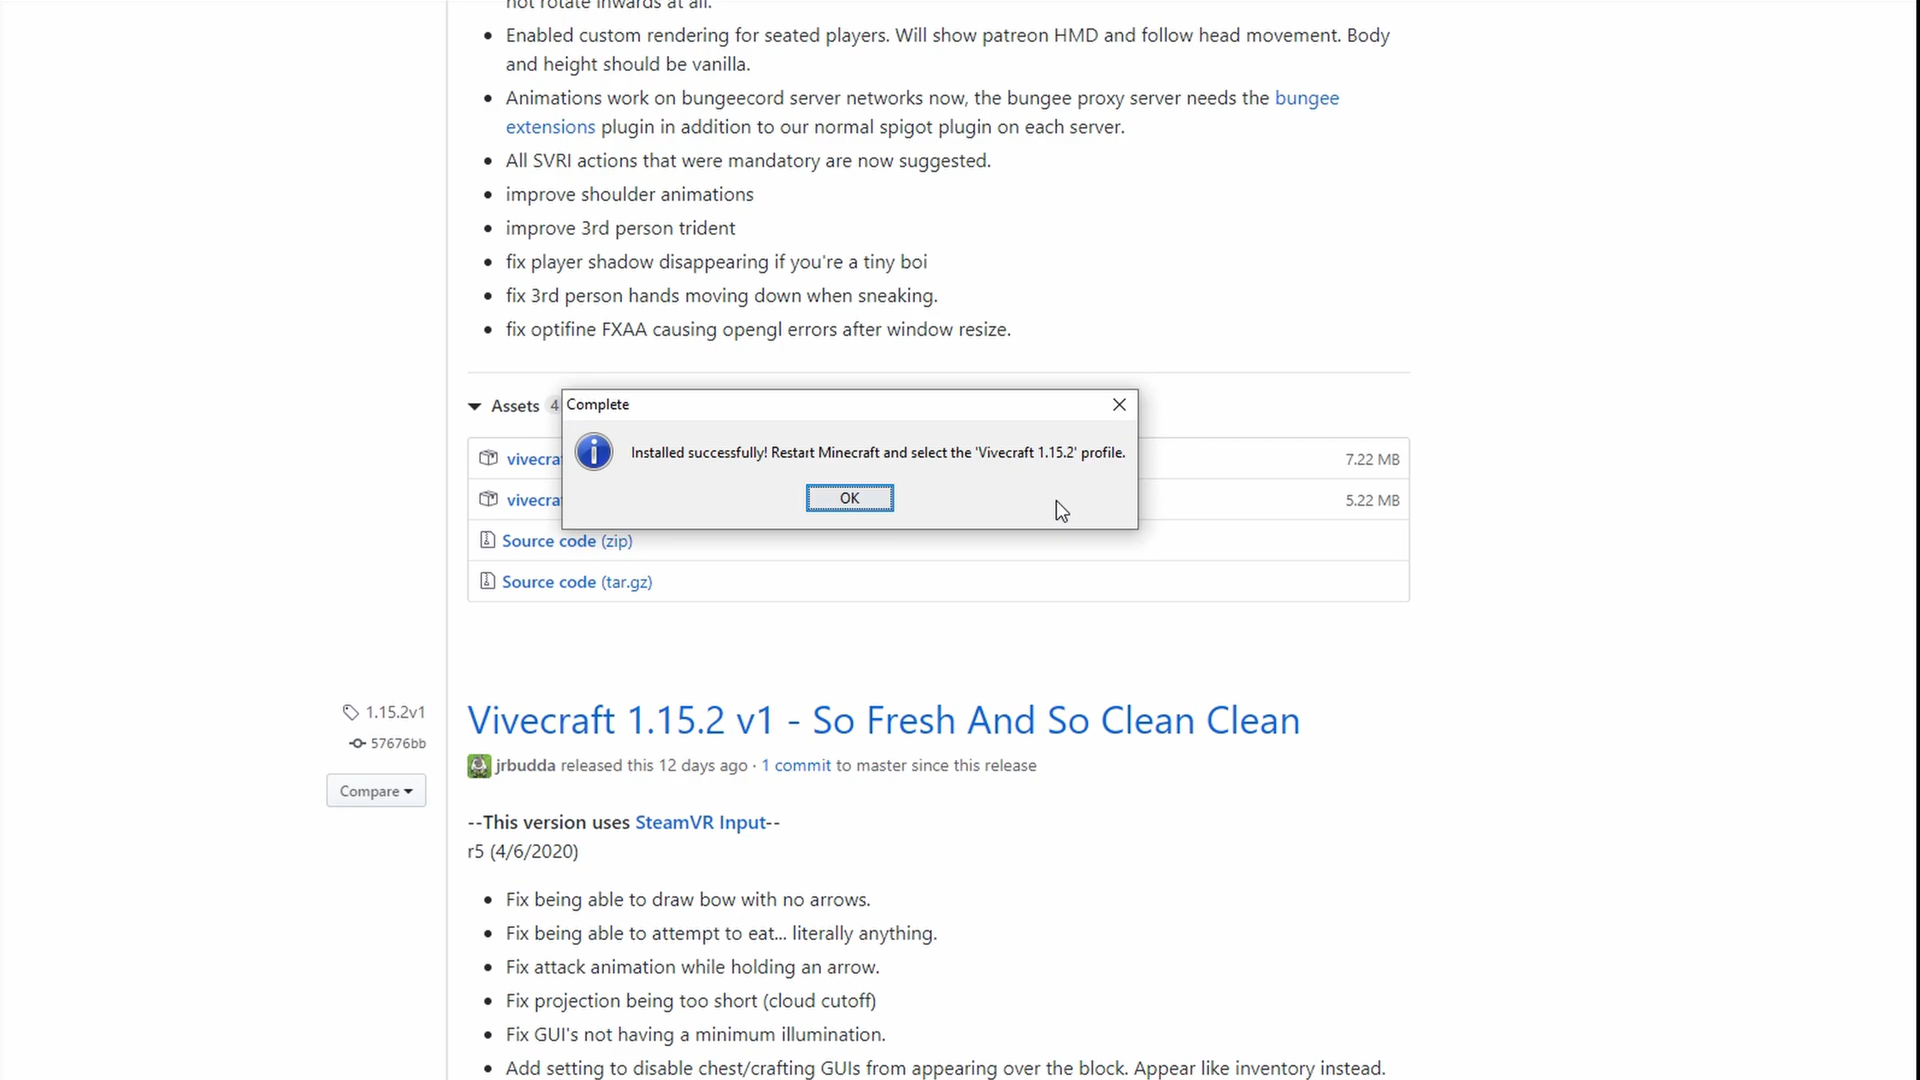 not rotate inwards at all.
Enabled custom rendering for seated players. Will show patreon HMD and follow head movement. Body
and height should be vanilla.
Animations work on bungeecord server networks now, the bungee proxy server needs the bungee
extensions plugin in addition to our normal spigot plugin on each server.
All SVRI actions that were mandatory are now suggested.
improve shoulder animations
improve 3rd person trident
fix player shadow disappearing if you're a tiny boi
fix 3rd person hands moving down when sneaking.
fix optifine FXAA causing opengl errors after window resize.
Assets 4
Complete
Installed successfully! Restart Minecraft and select the 'Vivecraft 1.15.2' profile.
OK
vivecra 7.22 MB
vivecra 5.22 MB
Source code (zip)
Source code (tar.gz)
1.15.2v1
57676bb
Compare
Vivecraft 1.15.2 v1 - So Fresh And So Clean Clean
jrbudda released this 12 days ago · 1 commit to master since this release
--This version uses SteamVR Input--
r5 (4/6/2020)
Fix being able to draw bow with no arrows.
Fix being able to attempt to eat... literally anything.
Fix attack animation while holding an arrow.
Fix projection being too short (cloud cutoff)
Fix GUI's not having a minimum illumination.
Add setting to disable chest/crafting GUIs from appearing over the block. Appear like inventory instead.